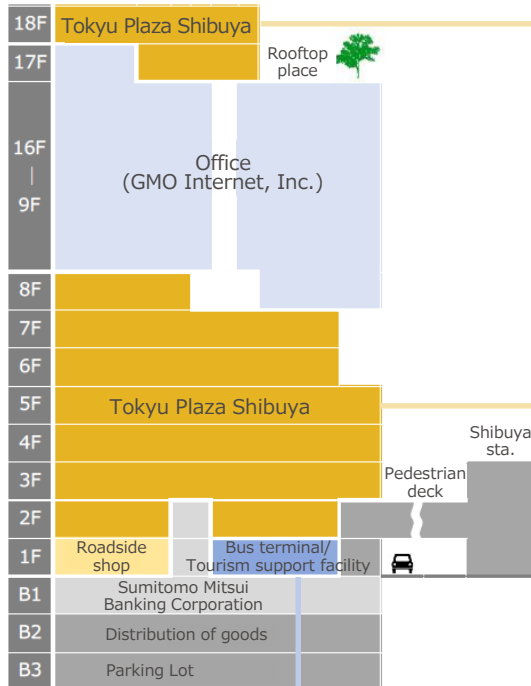 18F
Tokyu Plaza Shibuya
17F
Rooftop
place
16F
|
9F
Office
(GMO Internet, Inc.)
8F
7F
6F
5F
Tokyu Plaza Shibuya
4F
Shibuya
sta.
3F
Pedestrian
deck
2F
1F
Roadside
shop
Bus terminal/
Tourism support facility
B1
Sumitomo Mitsui
Banking Corporation
B2
Distribution of goods
B3
Parking Lot